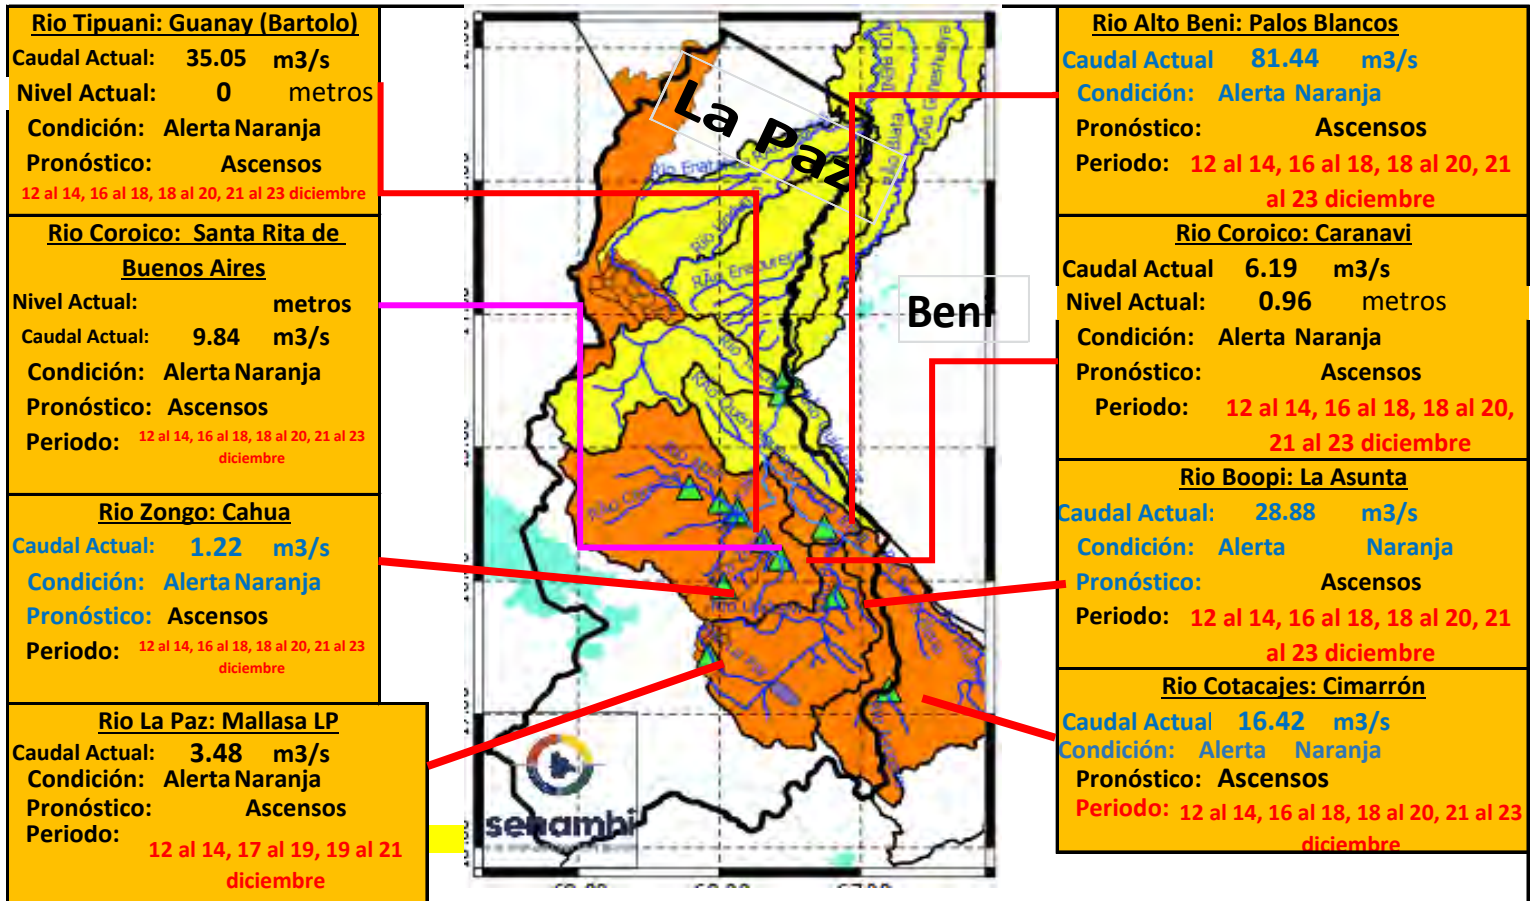 Rio Tipuani: Guanay (Bartolo)
Caudal Actual: 35.05 m3/s
Nivel Actual: 0 metros
Condición: Alerta Naranja
Pronóstico: Ascensos
12 al 14, 16 al 18, 18 al 20, 21 al 23 diciembre
Rio Coroico: Santa Rita de
Buenos Aires
Nivel Actual: metros
Caudal Actual: 9.84 m3/s
Condición: Alerta Naranja
Pronóstico: Ascensos
Periodo: 12 al 14, 16 al 18, 18 al 20, 21 al 23
diciembre
Rio Zongo: Cahua
Caudal Actual: 1.22 m3/s
Condición: Alerta Naranja
Pronóstico: Ascensos
Periodo: 12 al 14, 16 al 18, 18 al 20, 21 al 23
diciembre
Rio La Paz: Mallasa LP
Caudal Actual: 3.48 m3/s
Condición: Alerta Naranja
Pronóstico: Ascensos
Periodo:
12 al 14, 17 al 19, 19 al 21
diciembre
La Paz
Beni
senamhi
Rio Alto Beni: Palos Blancos
Caudal Actual 81.44 m3/s
Condición: Alerta Naranja
Pronóstico: Ascensos
Periodo: 12 al 14, 16 al 18, 18 al 20, 21
al 23 diciembre
Rio Coroico: Caranavi
Caudal Actual 6.19 m3/s
Nivel Actual: 0.96 metros
Condición: Alerta Naranja
Pronóstico: Ascensos
Periodo: 12 al 14, 16 al 18, 18 al 20,
21 al 23 diciembre
Rio Boopi: La Asunta
Caudal Actual: 28.88 m3/s
Condición: Alerta Naranja
Pronóstico: Ascensos
Periodo: 12 al 14, 16 al 18, 18 al 20, 21
al 23 diciembre
Rio Cotacajes: Cimarrón
Caudal Actual 16.42 m3/s
Condición: Alerta Naranja
Pronóstico: Ascensos
Periodo: 12 al 14, 16 al 18, 18 al 20, 21 al 23
diciembre